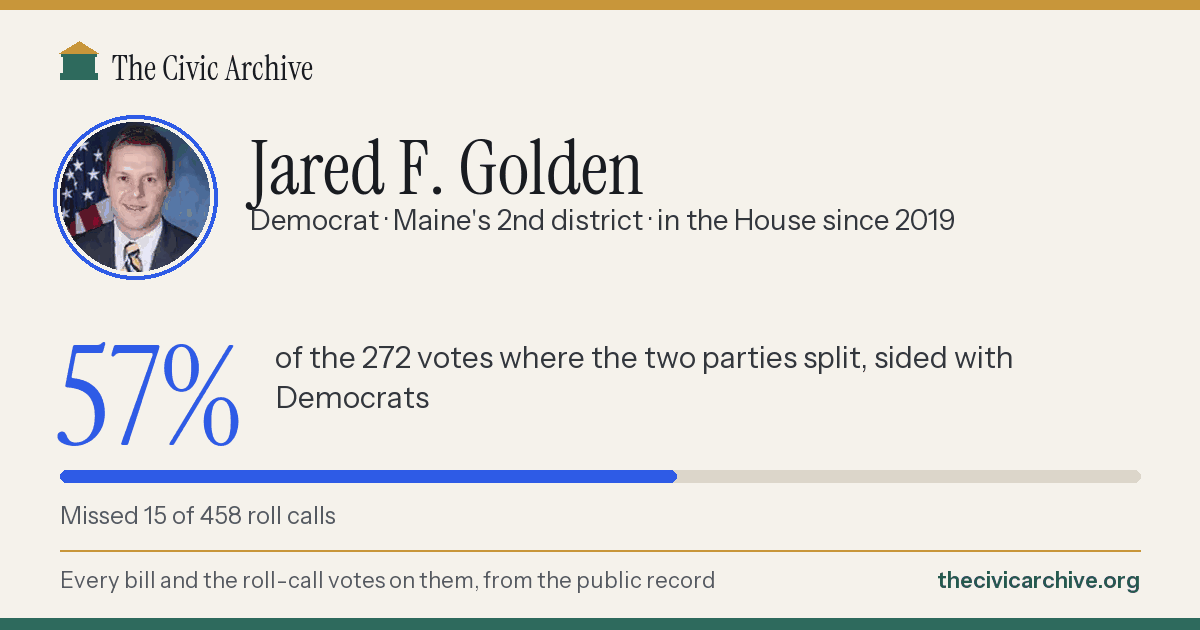 The Civic Archive
Jared F. Golden
Democrat · Maine's 2nd district · in the House since 2019
57%
of the 272 votes where the two parties split, sided with
Democrats
Missed 15 of 458 roll calls
Every bill and the roll-call votes on them, from the public record
thecivicarchive.org